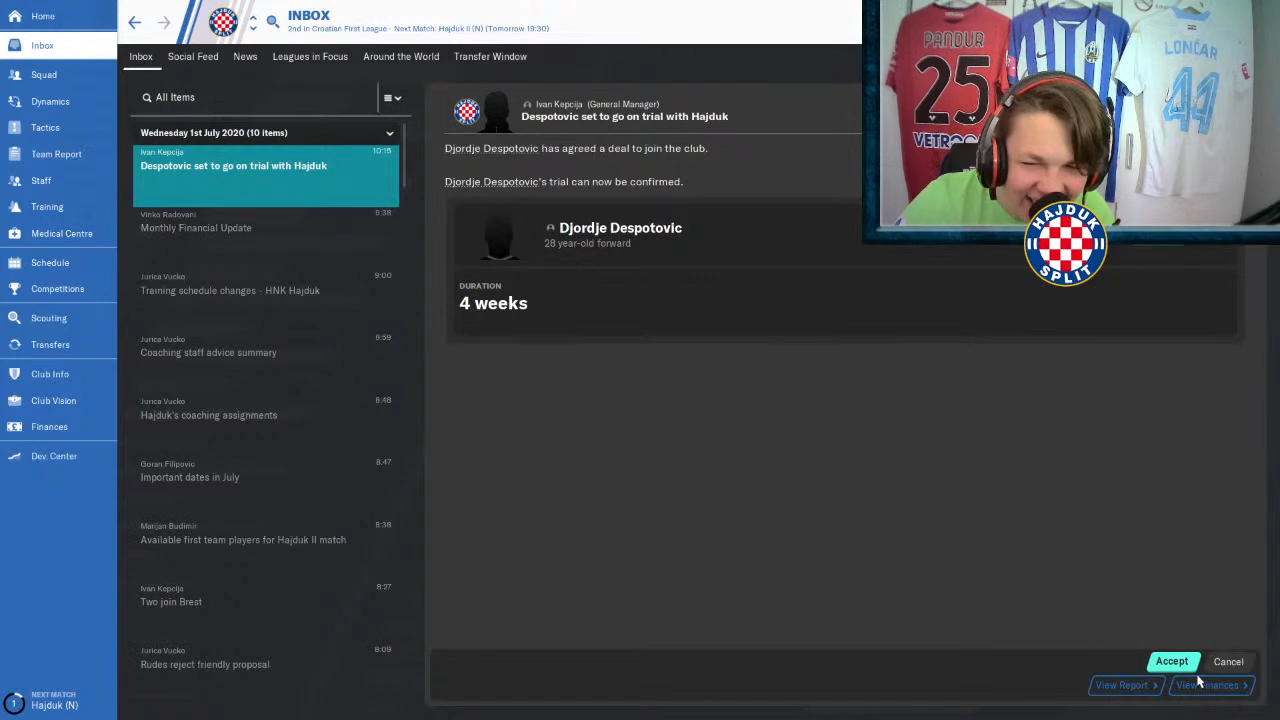 Home
Inbox
Squad
Dynamics
Tactics
Team Report
Staff
Training
Medical Centre
Schedule
Competitions
Scouting
Transfers
Club Info
Club Vision
Finances
Dev. Center
1
NEXT MATCH
Hajduk (N)
INBOX
2nd in Croatian First League - Next Match: Hajduk II (N) (Tomorrow 19:30)
Inbox
Social Feed
News
Leagues in Focus
Around the World
Transfer Window
All Items
Wednesday 1st July 2020 (10 items)
Ivan Kepcija
10:15
Despotovic set to go on trial with Hajduk
Vinko Radovani
9:38
Monthly Financial Update
Jurica Vucko
9:00
Training schedule changes - HNK Hajduk
Jurica Vucko
8:59
Coaching staff advice summary
Jurica Vucko
8:48
Hajduk's coaching assignments
Goran Filipovic
8:47
Important dates in July
Marijan Budimir
8:36
Available first team players for Hajduk II match
Ivan Kepcija
8:27
Two join Brest
Jurica Vucko
8:09
Rudes reject friendly proposal
Ivan Kepcija (General Manager)
Despotovic set to go on trial with Hajduk
Djordje Despotovic has agreed a deal to join the club.
Djordje Despotovic's trial can now be confirmed.
Djordje Despotovic
28 year-old forward
DURATION
4 weeks
Accept
Cancel
View Report
View Finances
PANDUR
25
LONČAR
44
HAJDUK
SPLIT